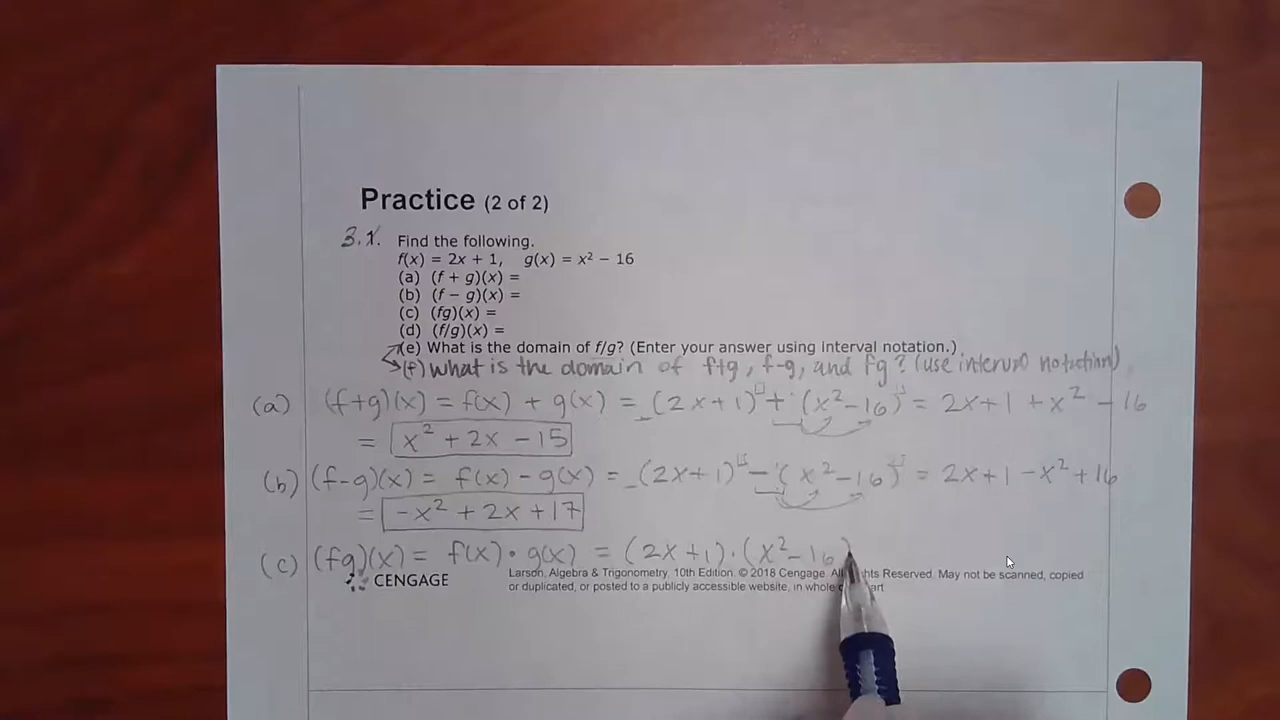 Practice (2 of 2)
3.1. Find the following.
f(x) = 2x + 1, g(x) = x² − 16
(a) (f + g)(x) =
(b) (f − g)(x) =
(c) (fg)(x) =
(d) (f/g)(x) =
(e) What is the domain of f/g? (Enter your answer using interval notation.)
(f) what is the domain of f+g, f-g, and fg? (use interval notation)
(a) (f+g)(x) = f(x) + g(x) = (2x+1) + (x²-16) = 2x+1 + x² - 16
= x² + 2x - 15
(b) (f-g)(x) = f(x) - g(x) = (2x+1) - (x²-16) = 2x+1 - x² + 16
= -x² + 2x + 17
(c) (fg)(x) = f(x) • g(x) = (2x+1)·(x²-16)
CENGAGE
Larson, Algebra & Trigonometry, 10th Edition. © 2018 Cengage. All Rights Reserved. May not be scanned, copied
or duplicated, or posted to a publicly accessible website, in whole or part